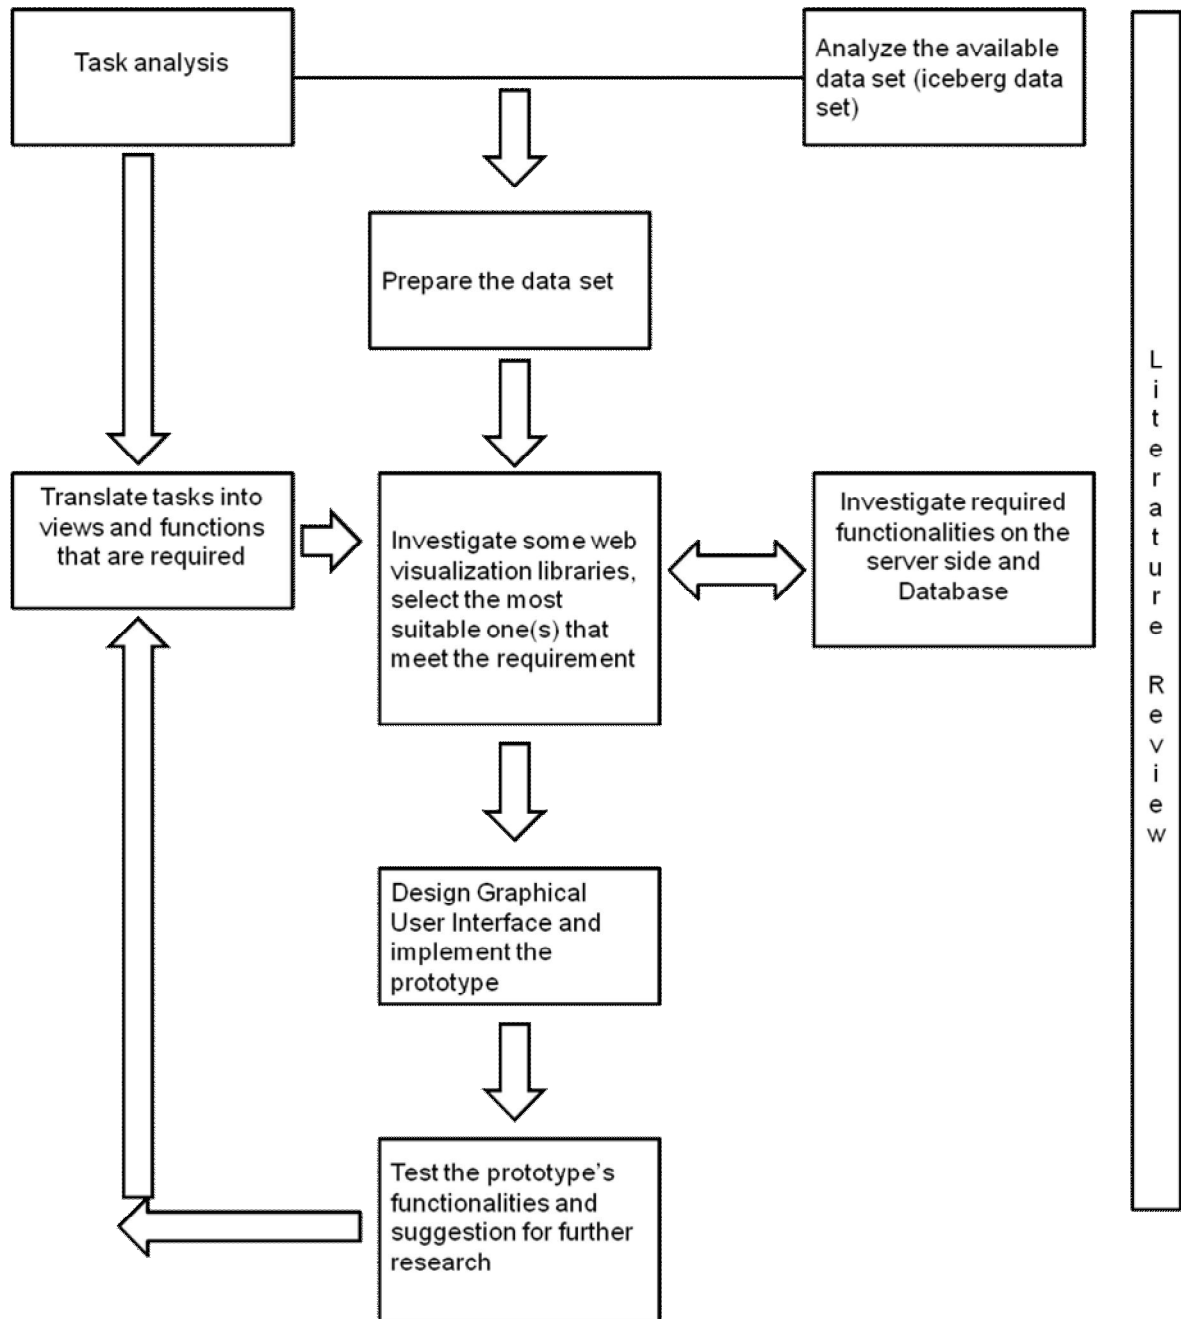 Task analysis
Analyze the available
data set (iceberg data
set)
Prepare the data set
Translate tasks into
views and functions
that are required
Investigate some web
visualization libraries,
select the most
suitable one(s) that
meet the requirement
Investigate required
functionalities on the
server side and
Database
Design Graphical
User Interface and
implement the
prototype
Test the prototype's
functionalities and
suggestion for further
research
Literature Review